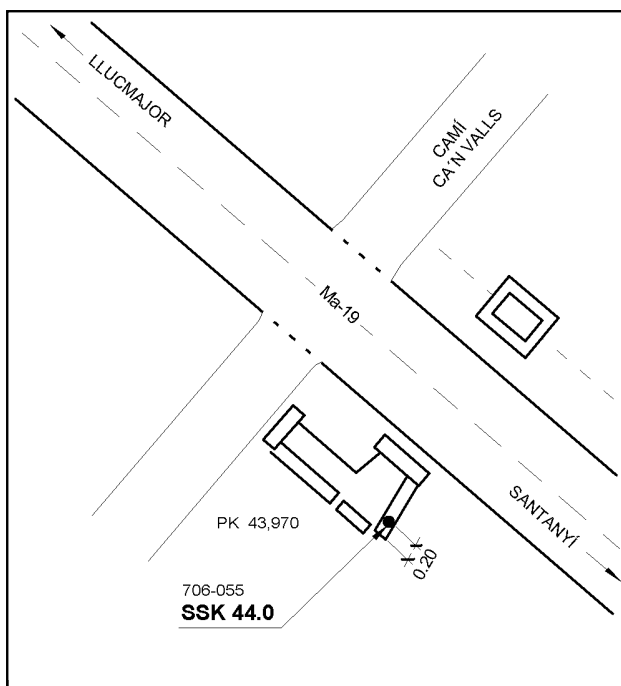 LLUCMAJOR
CAMÍ
CA´N VALLS
Ma-19
SANTANYÍ
PK 43,970
0.20
706-055
SSK 44.0